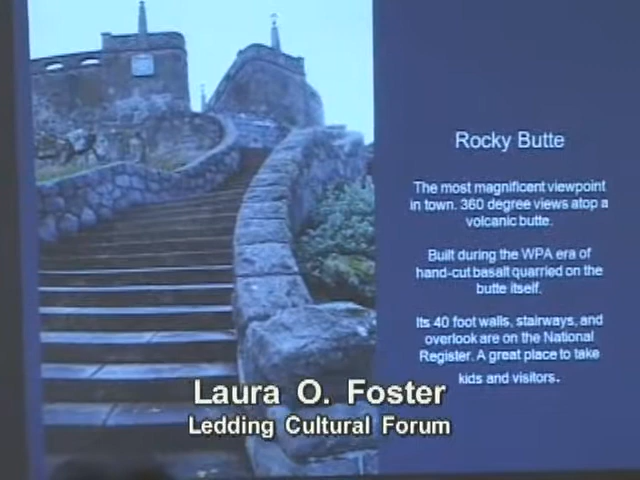 Rocky Butte
The most magnificent viewpoint
in town. 360 degree views atop a
volcanic butte.
Built during the WPA era of
hand-cut basalt quarried on the
butte itself.
Its 40 foot walls, stairways, and
overlook are on the National
Register. A great place to take
kids and visitors.
Laura O. Foster
Ledding Cultural Forum